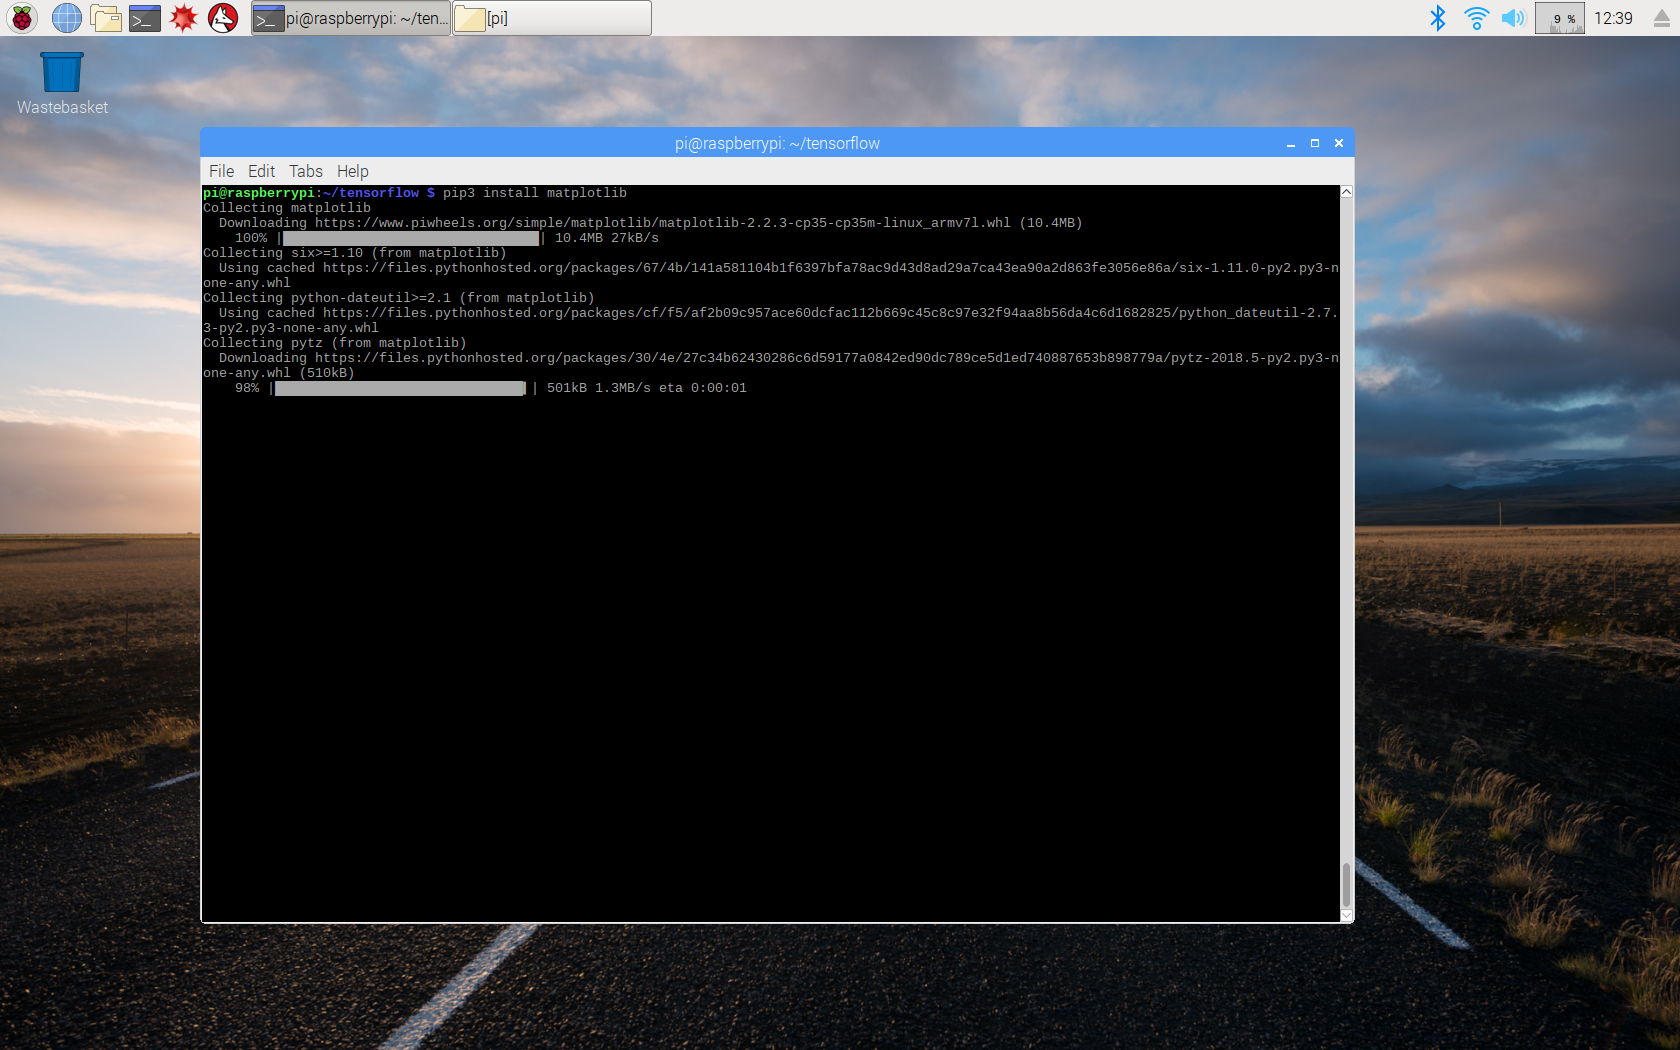 pi@raspberrypi: ~/ten...
[pi]
9 %
12:39
Wastebasket
pi@raspberrypi: ~/tensorflow
File Edit Tabs Help
pi@raspberrypi:~/tensorflow $ pip3 install matplotlib
Collecting matplotlib
  Downloading https://www.piwheels.org/simple/matplotlib/matplotlib-2.2.3-cp35-cp35m-linux_armv7l.whl (10.4MB)
    100% |████████████████████████████████| 10.4MB 27kB/s
Collecting six>=1.10 (from matplotlib)
  Using cached https://files.pythonhosted.org/packages/67/4b/141a581104b1f6397bfa78ac9d43d8ad29a7ca43ea90a2d863fe3056e86a/six-1.11.0-py2.py3-n
one-any.whl
Collecting python-dateutil>=2.1 (from matplotlib)
  Using cached https://files.pythonhosted.org/packages/cf/f5/af2b09c957ace60dcfac112b669c45c8c97e32f94aa8b56da4c6d1682825/python_dateutil-2.7.
3-py2.py3-none-any.whl
Collecting pytz (from matplotlib)
  Downloading https://files.pythonhosted.org/packages/30/4e/27c34b62430286c6d59177a0842ed90dc789ce5d1ed740887653b898779a/pytz-2018.5-py2.py3-n
one-any.whl (510kB)
    98% |███████████████████████████████▌| 501kB 1.3MB/s eta 0:00:01